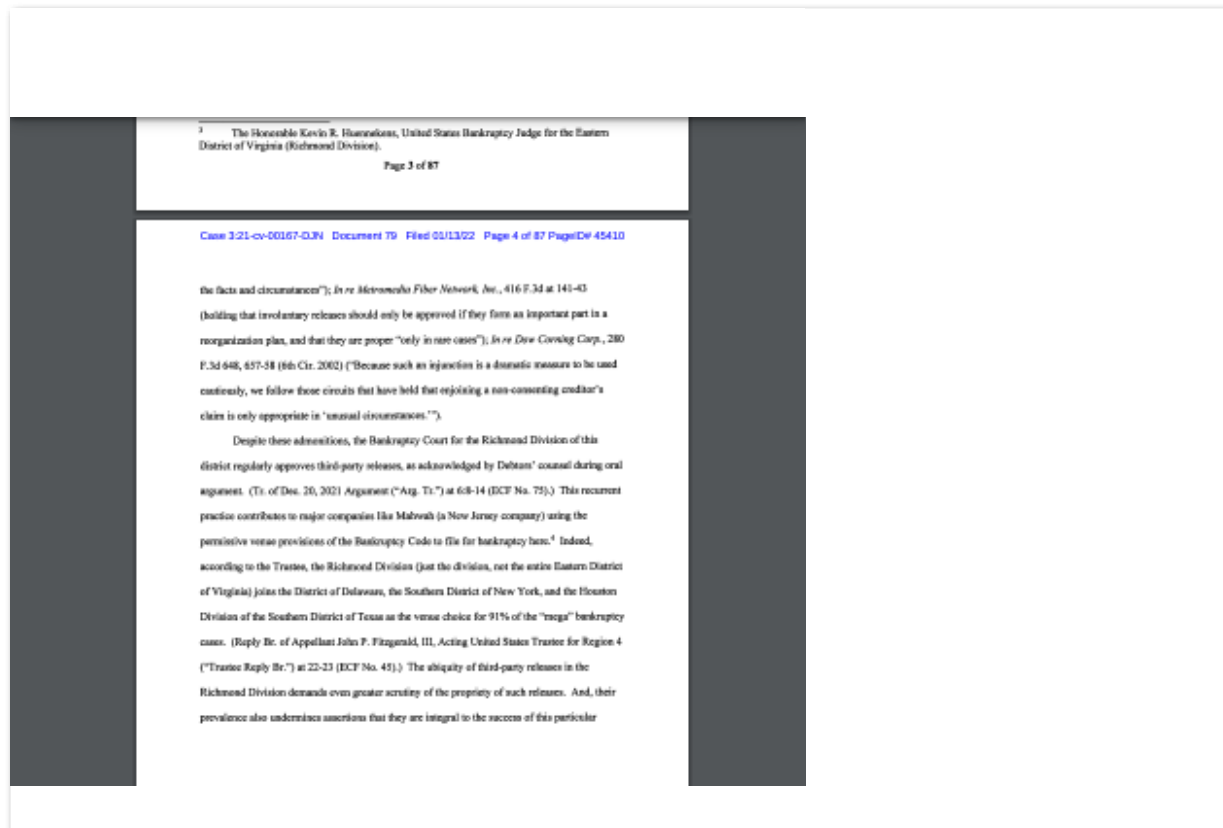 3 The Honorable Kevin R. Huennekens, United States Bankruptcy Judge for the Eastern
District of Virginia (Richmond Division).
Page 3 of 87
Case 3:21-cv-00167-DJN Document 79 Filed 01/13/22 Page 4 of 87 PageID# 45410
the facts and circumstances"); In re Metromedia Fiber Network, Inc., 416 F.3d at 141-43
(holding that involuntary releases should only be approved if they form an important part in a
reorganization plan, and that they are proper "only in rare cases"); In re Dow Corning Corp., 280
F.3d 648, 657-58 (6th Cir. 2002) ("Because such an injunction is a dramatic measure to be used
cautiously, we follow those circuits that have held that enjoining a non-consenting creditor's
claim is only appropriate in 'unusual circumstances.'").
Despite these admonitions, the Bankruptcy Court for the Richmond Division of this
district regularly approves third-party releases, as acknowledged by Debtors' counsel during oral
argument. (Tr. of Dec. 20, 2021 Argument ("Arg. Tr.") at 6:8-14 (ECF No. 75).) This recurrent
practice contributes to major companies like Mahwah (a New Jersey company) using the
permissive venue provisions of the Bankruptcy Code to file for bankruptcy here.4 Indeed,
according to the Trustee, the Richmond Division (just the division, not the entire Eastern District
of Virginia) joins the District of Delaware, the Southern District of New York, and the Houston
Division of the Southern District of Texas as the venue choice for 91% of the "mega" bankruptcy
cases. (Reply Br. of Appellant John P. Fitzgerald, III, Acting United States Trustee for Region 4
("Trustee Reply Br.") at 22-23 (ECF No. 45).) The ubiquity of third-party releases in the
Richmond Division demands even greater scrutiny of the propriety of such releases. And, their
prevalence also undermines assertions that they are integral to the success of this particular